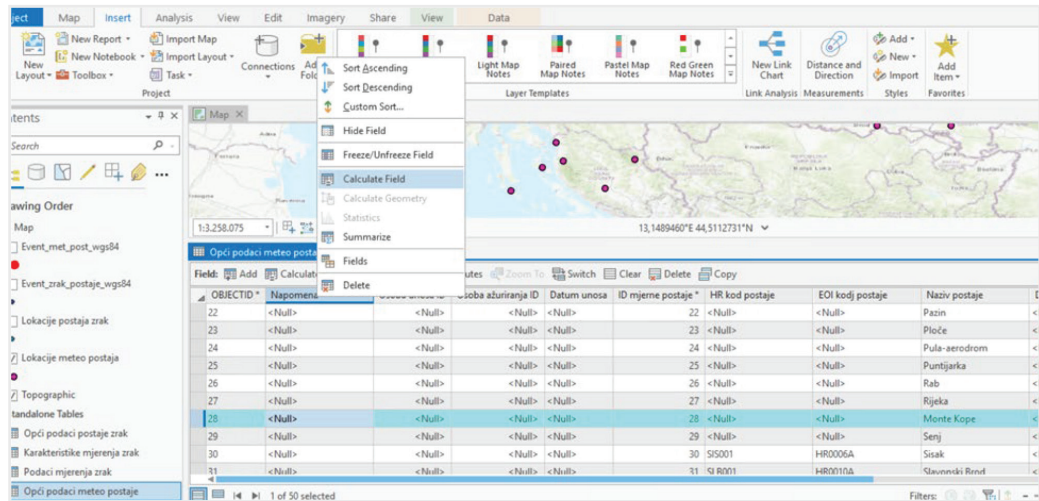 ject Map Insert Analysis View Edit Imagery Share View Data
New Report Import Map
New Notebook Import Layout
New Layout Toolbox Task
Connections
Project
Light Map Notes
Paired Map Notes
Pastel Map Notes
Red Green Map Notes
Layer Templates
New Link Chart
Link Analysis
Distance and Direction
Measurements
Add
New
Import
Styles
Add Item
Favorites
Sort Ascending
Sort Descending
Custom Sort...
Hide Field
Freeze/Unfreeze Field
Calculate Field
Calculate Geometry
Statistics
Summarize
Fields
Delete
tents
Search
awing Order
Map
Event_met_post_wgs84
Event_zrak_postaje_wgs84
Lokacije postaja zrak
Lokacije meteo postaja
Topographic
tandalone Tables
Opći podaci postaje zrak
Karakteristike mjerenja zrak
Podaci mjerenja zrak
Opći podaci meteo postaje
Map
1:3.258.075
13,1489460°E 44,5112731°N
Opći podaci meteo posta
Field: Add Calculat utes Zoom To Switch Clear Delete Copy
OBJECTID * Napomena Osoba ažuriranja ID Datum unosa ID mjerne postaje * HR kod postaje EOI kodj postaje Naziv postaje
22 <Null> <Null> <Null> <Null> 22 <Null> <Null> Pazin
23 <Null> <Null> <Null> <Null> 23 <Null> <Null> Ploče
24 <Null> <Null> <Null> <Null> 24 <Null> <Null> Pula-aerodrom
25 <Null> <Null> <Null> <Null> 25 <Null> <Null> Puntijarka
26 <Null> <Null> <Null> <Null> 26 <Null> <Null> Rab
27 <Null> <Null> <Null> <Null> 27 <Null> <Null> Rijeka
28 <Null> <Null> <Null> <Null> 28 <Null> <Null> Monte Kope
29 <Null> <Null> <Null> <Null> 29 <Null> <Null> Senj
30 <Null> <Null> <Null> <Null> 30 SIS001 HR0006A Sisak
31 <Null> <Null> <Null> <Null> 31 SLB001 HR0010A Slavonski Brod
1 of 50 selected
Filters: